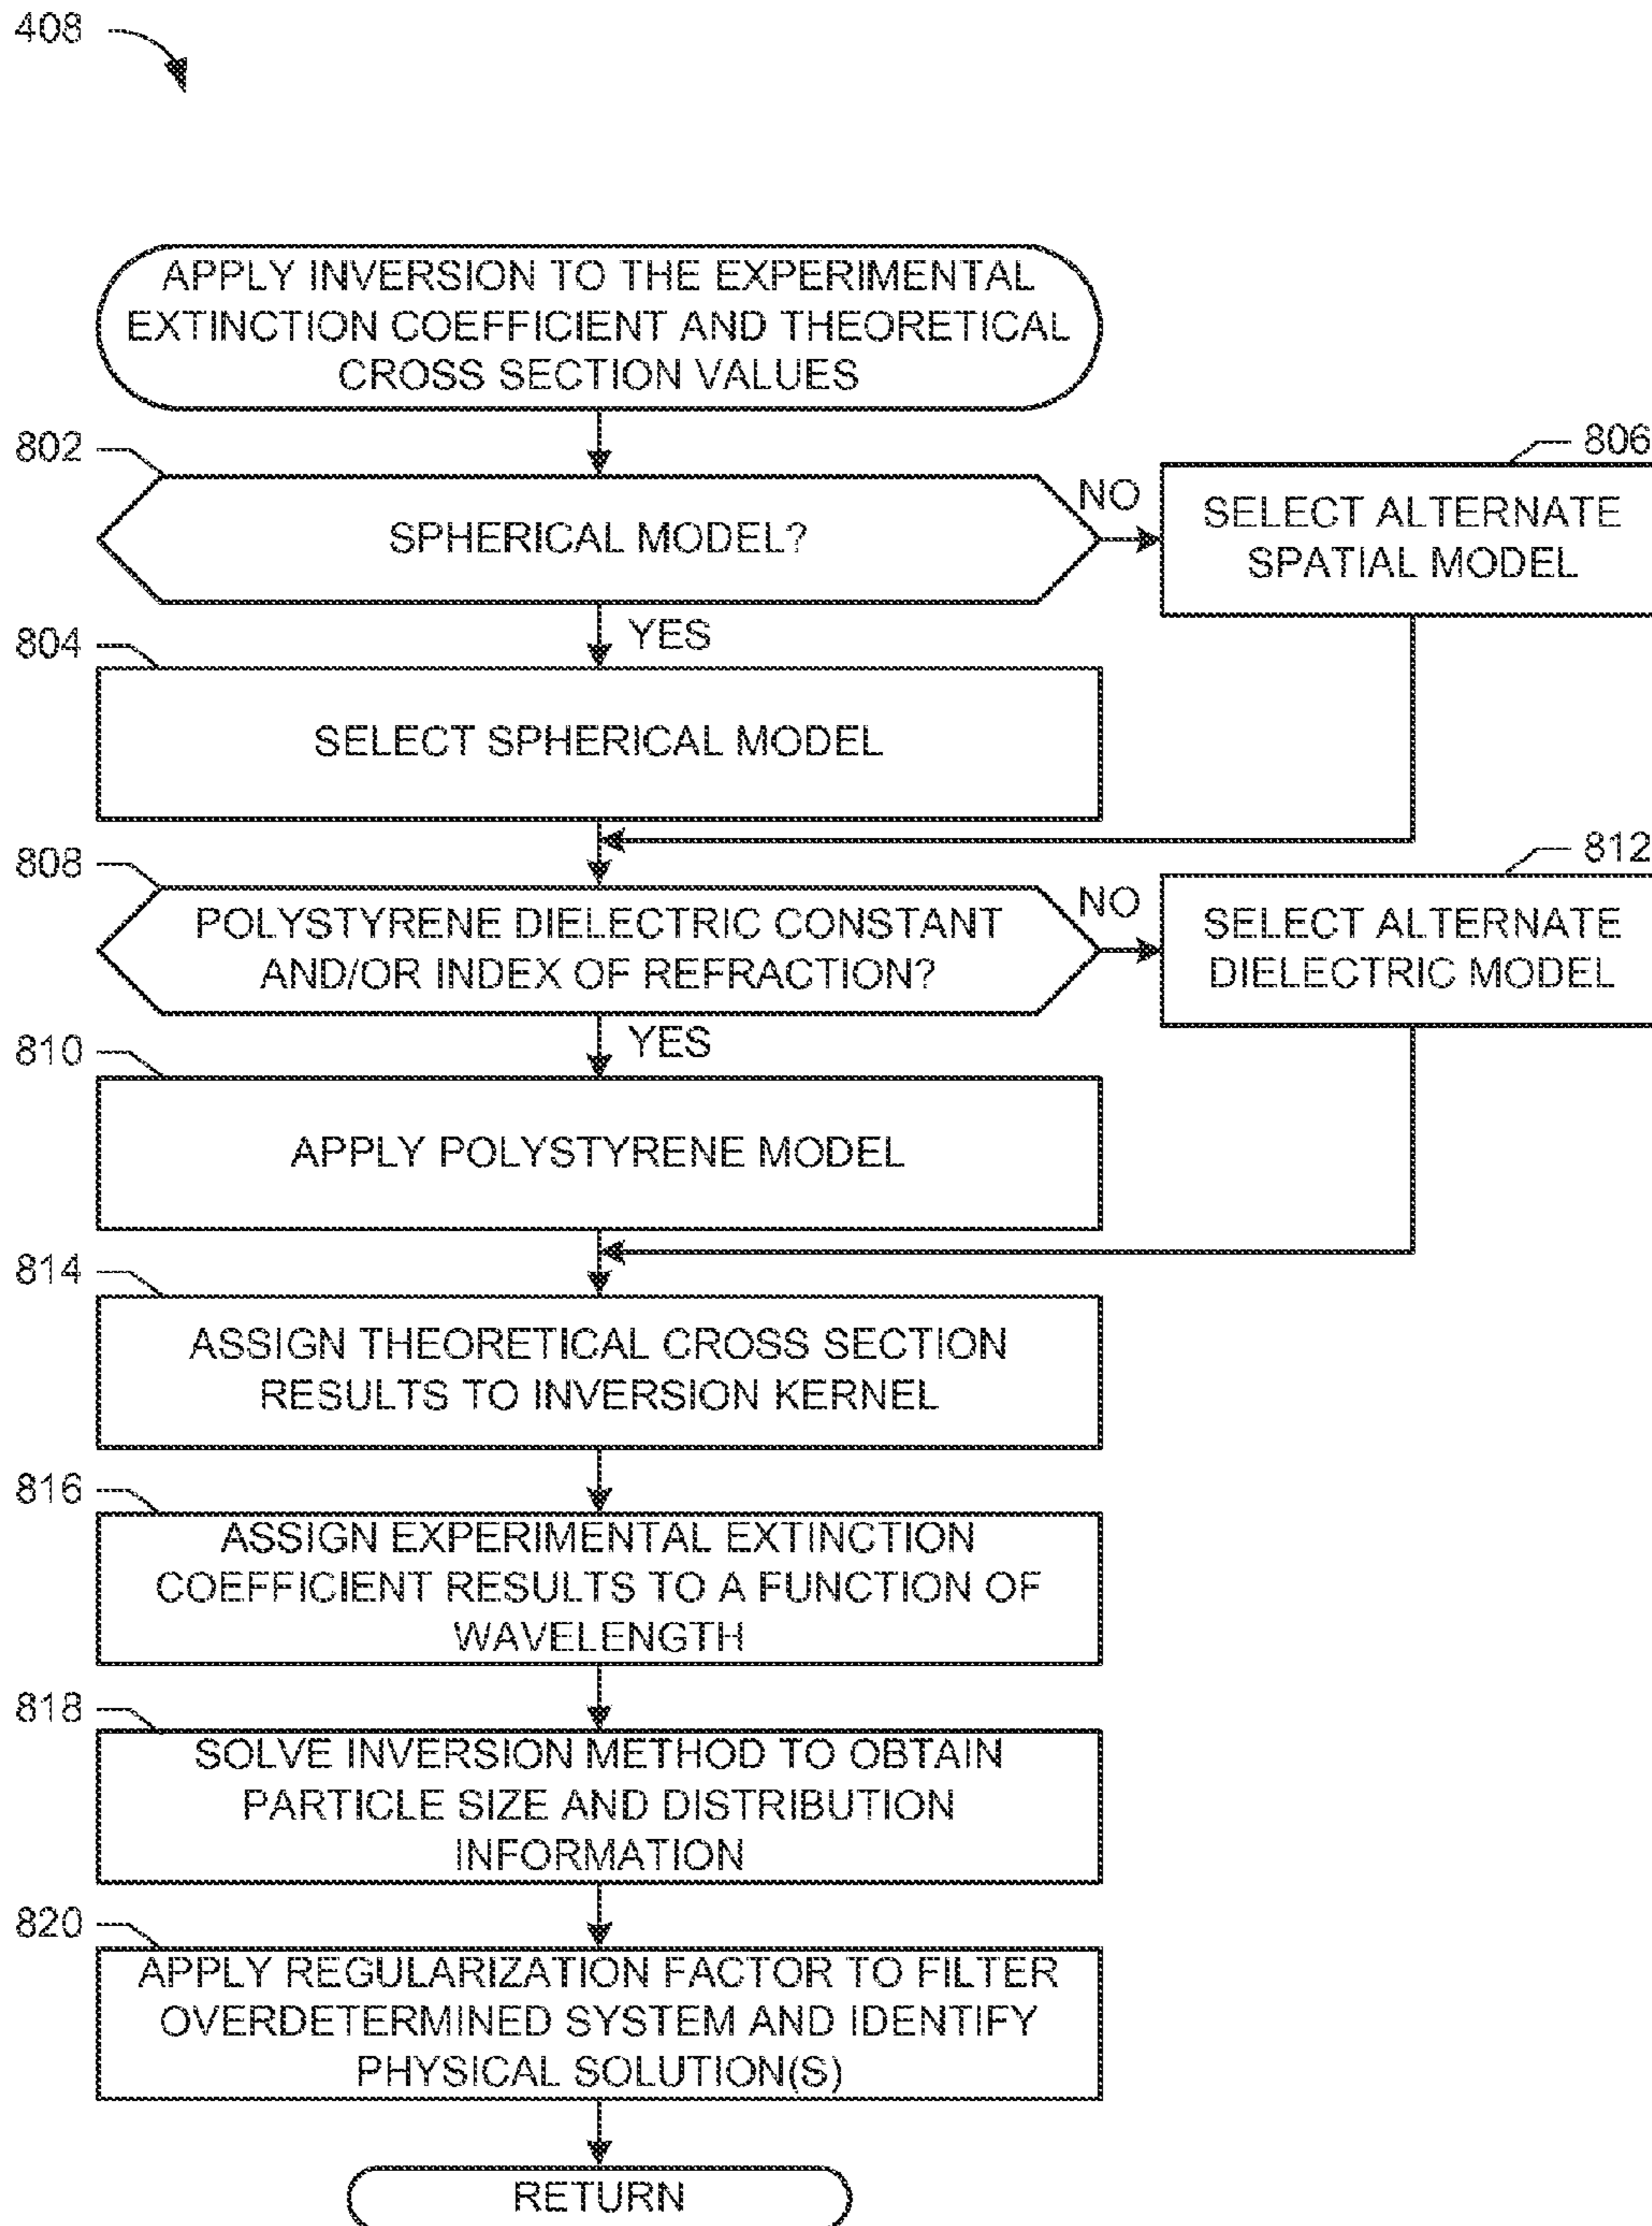 408
APPLY INVERSION TO THE EXPERIMENTAL
EXTINCTION COEFFICIENT AND THEORETICAL
CROSS SECTION VALUES
802
SPHERICAL MODEL?
NO
806
SELECT ALTERNATE
SPATIAL MODEL
YES
804
SELECT SPHERICAL MODEL
808
POLYSTYRENE DIELECTRIC CONSTANT
AND/OR INDEX OF REFRACTION?
NO
812
SELECT ALTERNATE
DIELECTRIC MODEL
YES
810
APPLY POLYSTYRENE MODEL
814
ASSIGN THEORETICAL CROSS SECTION
RESULTS TO INVERSION KERNEL
816
ASSIGN EXPERIMENTAL EXTINCTION
COEFFICIENT RESULTS TO A FUNCTION OF
WAVELENGTH
818
SOLVE INVERSION METHOD TO OBTAIN
PARTICLE SIZE AND DISTRIBUTION
INFORMATION
820
APPLY REGULARIZATION FACTOR TO FILTER
OVERDETERMINED SYSTEM AND IDENTIFY
PHYSICAL SOLUTION(S)
RETURN